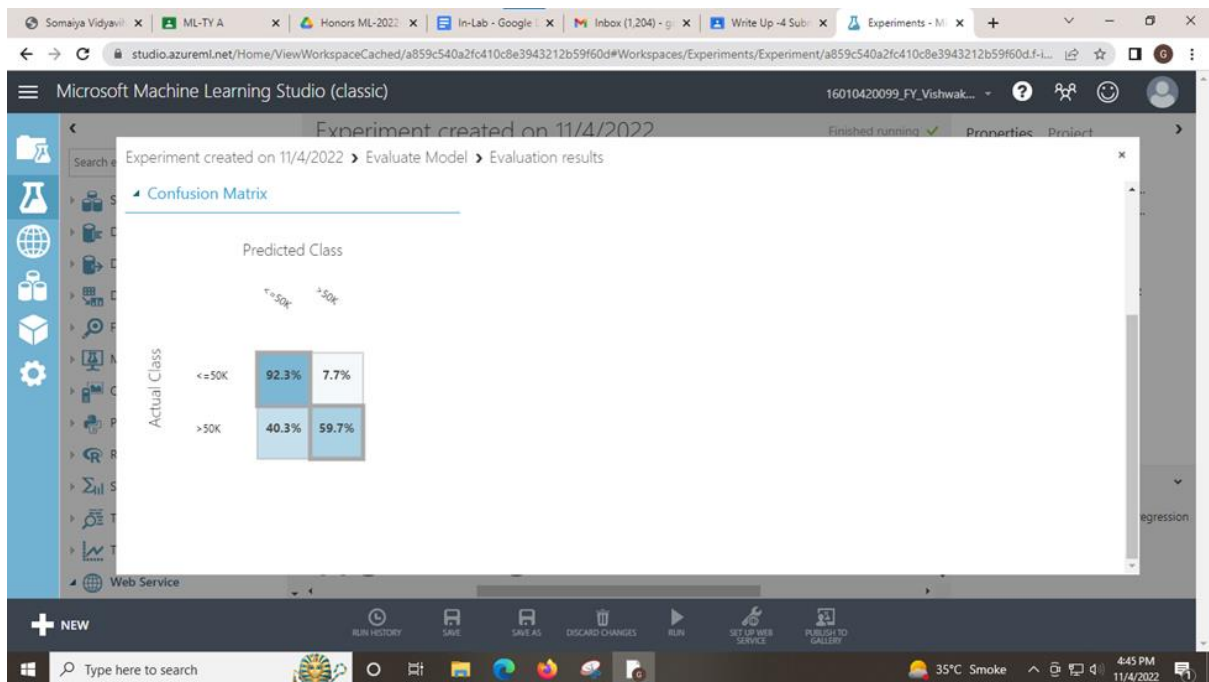 Somaiya Vidyavih
ML-TY A
Honors ML-2022
In-Lab - Google
Inbox (1,204) - g
Write Up -4 Sub
Experiments - Mi
studio.azureml.net/Home/ViewWorkspaceCached/a859c540a2fc410c8e3943212b59f60d#Workspaces/Experiments/Experiment/a859c540a2fc410c8e3943212b59f60d.f-i...
G
Microsoft Machine Learning Studio (classic)
16010420099_FY_Vishwak...
Experiment created on 11/4/2022
Finished running
Properties Project
Search e
Experiment created on 11/4/2022 > Evaluate Model > Evaluation results
Confusion Matrix
Predicted Class
<=50K
>50K
Actual Class
<=50K 92.3% 7.7%
>50K 40.3% 59.7%
egression
Web Service
NEW
RUN HISTORY
SAVE
SAVE AS
DISCARD CHANGES
RUN
SET UP WEB SERVICE
PUBLISH TO GALLERY
Type here to search
35°C Smoke
4:45 PM
11/4/2022